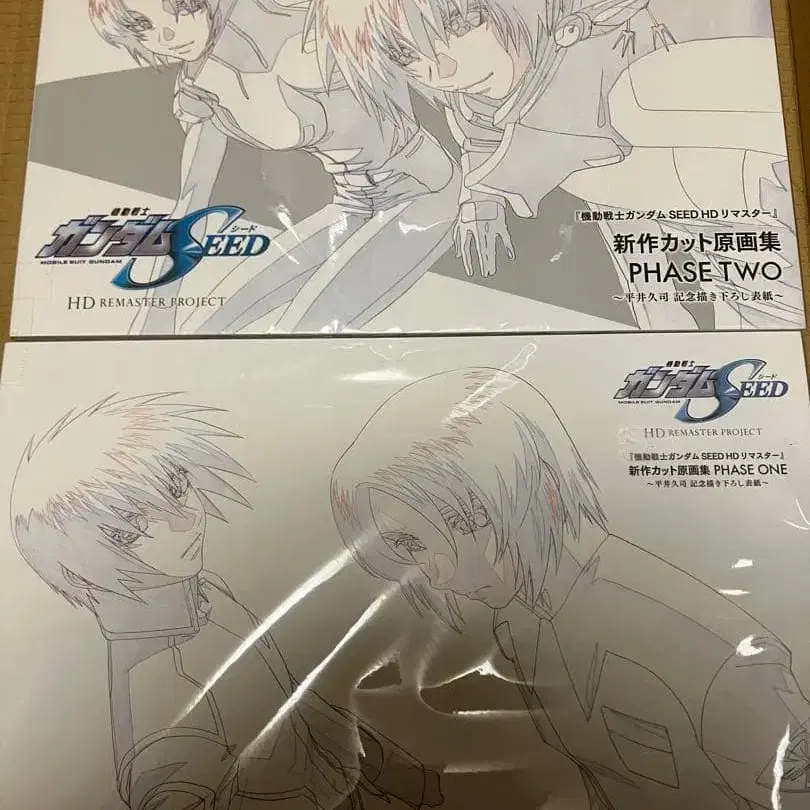 機動戦士
ガンダムSEED
シード
MOBILE SUIT GUNDAM
HD REMASTER PROJECT
『機動戦士ガンダム SEED HDリマスター』
新作カット原画集
PHASE TWO
～平井久司 記念描き下ろし表紙～
機動戦士
ガンダムSEED
シード
MOBILE SUIT GUNDAM
HD REMASTER PROJECT
『機動戦士ガンダム SEED HDリマスター』
新作カット原画集 PHASE ONE
～平井久司 記念描き下ろし表紙～